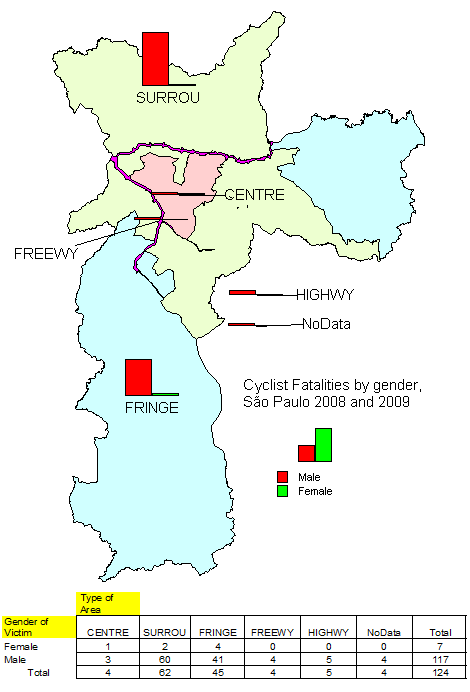 SURROU
CENTRE
FREEWY
HIGHWY
NoData
FRINGE
Cyclist Fatalities by gender,
São Paulo 2008 and 2009
Male
Female
Type of
Area
Gender of
Victim CENTRE SURROU FRINGE FREEWY HIGHWY NoData Total
Female 1 2 4 0 0 0 7
Male 3 60 41 4 5 4 117
Total 4 62 45 4 5 4 124